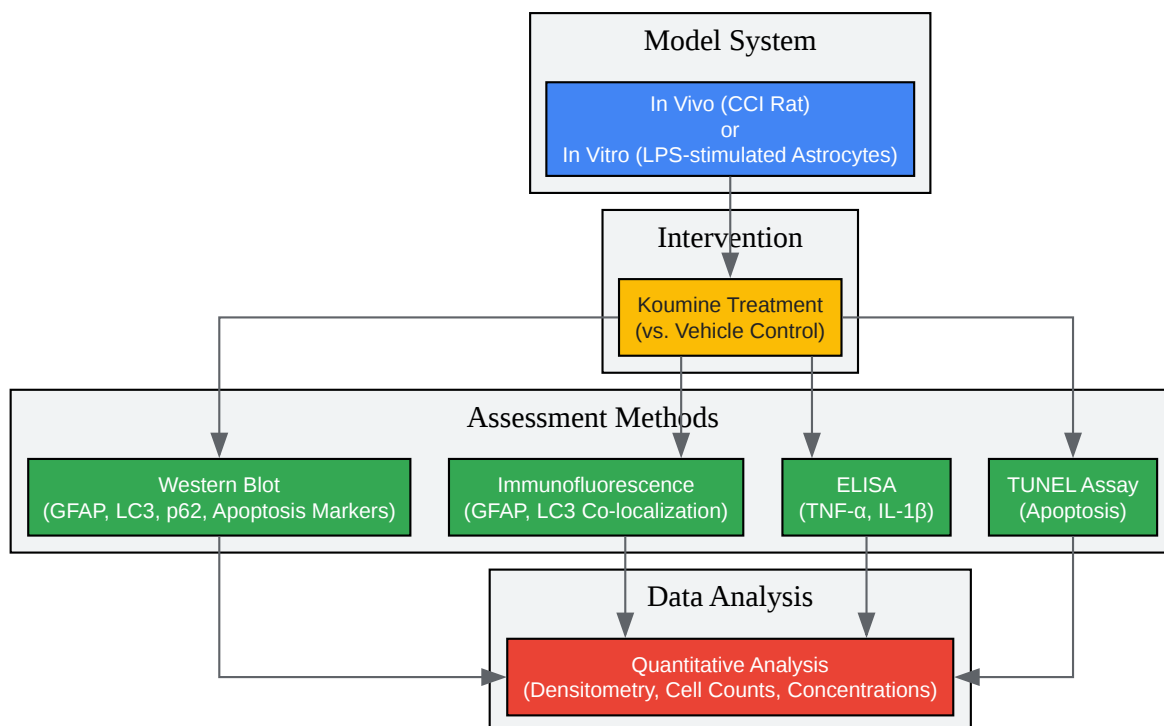 Model System
In Vivo (CCI Rat)
or
In Vitro (LPS-stimulated Astrocytes)
Intervention
Koumine Treatment
(vs. Vehicle Control)
Assessment Methods
Western Blot
(GFAP, LC3, p62, Apoptosis Markers)
Immunofluorescence
(GFAP, LC3 Co-localization)
ELISA
(TNF-α, IL-1β)
TUNEL Assay
(Apoptosis)
Data Analysis
Quantitative Analysis
(Densitometry, Cell Counts, Concentrations)